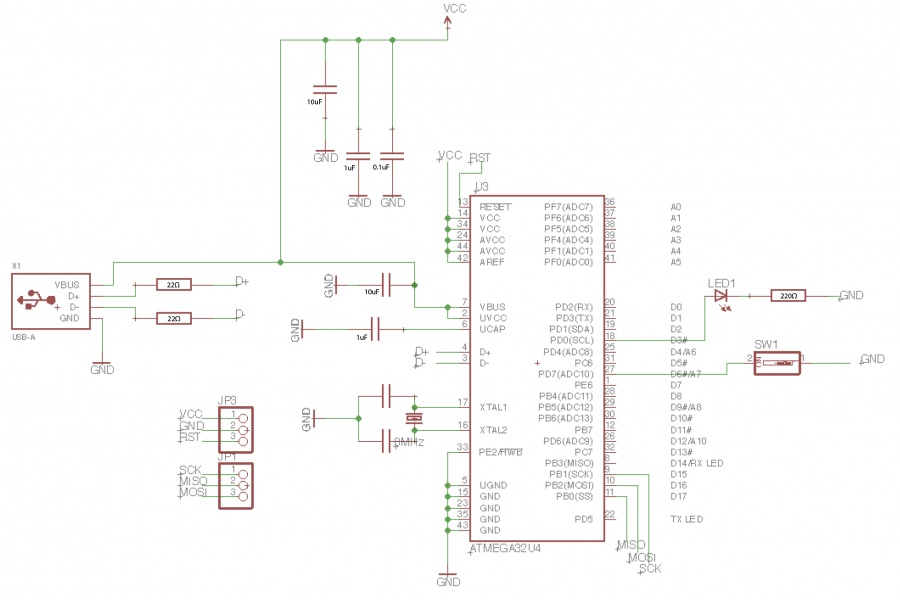 VCC
10uF
GND
1uF
0.1uF
GND
GND
VCC
RST
U3
13 RESET PF7(ADC7) 36 A0
14 VCC PF6(ADC6) 37 A1
34 VCC PF5(ADC5) 38 A2
24 AVCC PF4(ADC4) 39 A3
44 AVCC PF1(ADC1) 40 A4
42 AREF PF0(ADC0) 41 A5
X1
VBUS
D+
D-
GND
USB-A
22Ω
D+
22Ω
D-
GND
GND
10uF
GND
1uF
7 VBUS PD2(RX) 20 D0
2 UVCC PD3(TX) 21 D1
6 UCAP PD1(SDA) 19 D2
PD0(SCL) 18 D3#
D+ 4 D+ PD4(ADC8) 25 D4/A6
D- 3 D- PC6 31 D5#
PD7(ADC10) 27 D6#/A7
PE6 1 D7
PB4(ADC11) 28 D8
17 XTAL1 PB5(ADC12) 29 D9#/A8
PB6(ADC13) 30 D10#
16 XTAL2 PB7 12 D11#
PD6(ADC9) 26 D12/A10
33 PE2/HWB PC7 32 D13#
PB3(MISO) 8 D14/RX LED
PB1(SCK) 9 D15
5 UGND PB2(MOSI) 10 D16
15 GND PB0(SS) 11 D17
23 GND
35 GND PD5 22 TX LED
43 GND
ATMEGA32U4
GND
LED1
220Ω
GND
SW1
2
ON
1
GND
GND
8MHz
JP3
VCC 1
GND 2
RST 3
JP1
SCK 1
MISO 2
MOSI 3
MISO
MOSI
SCK